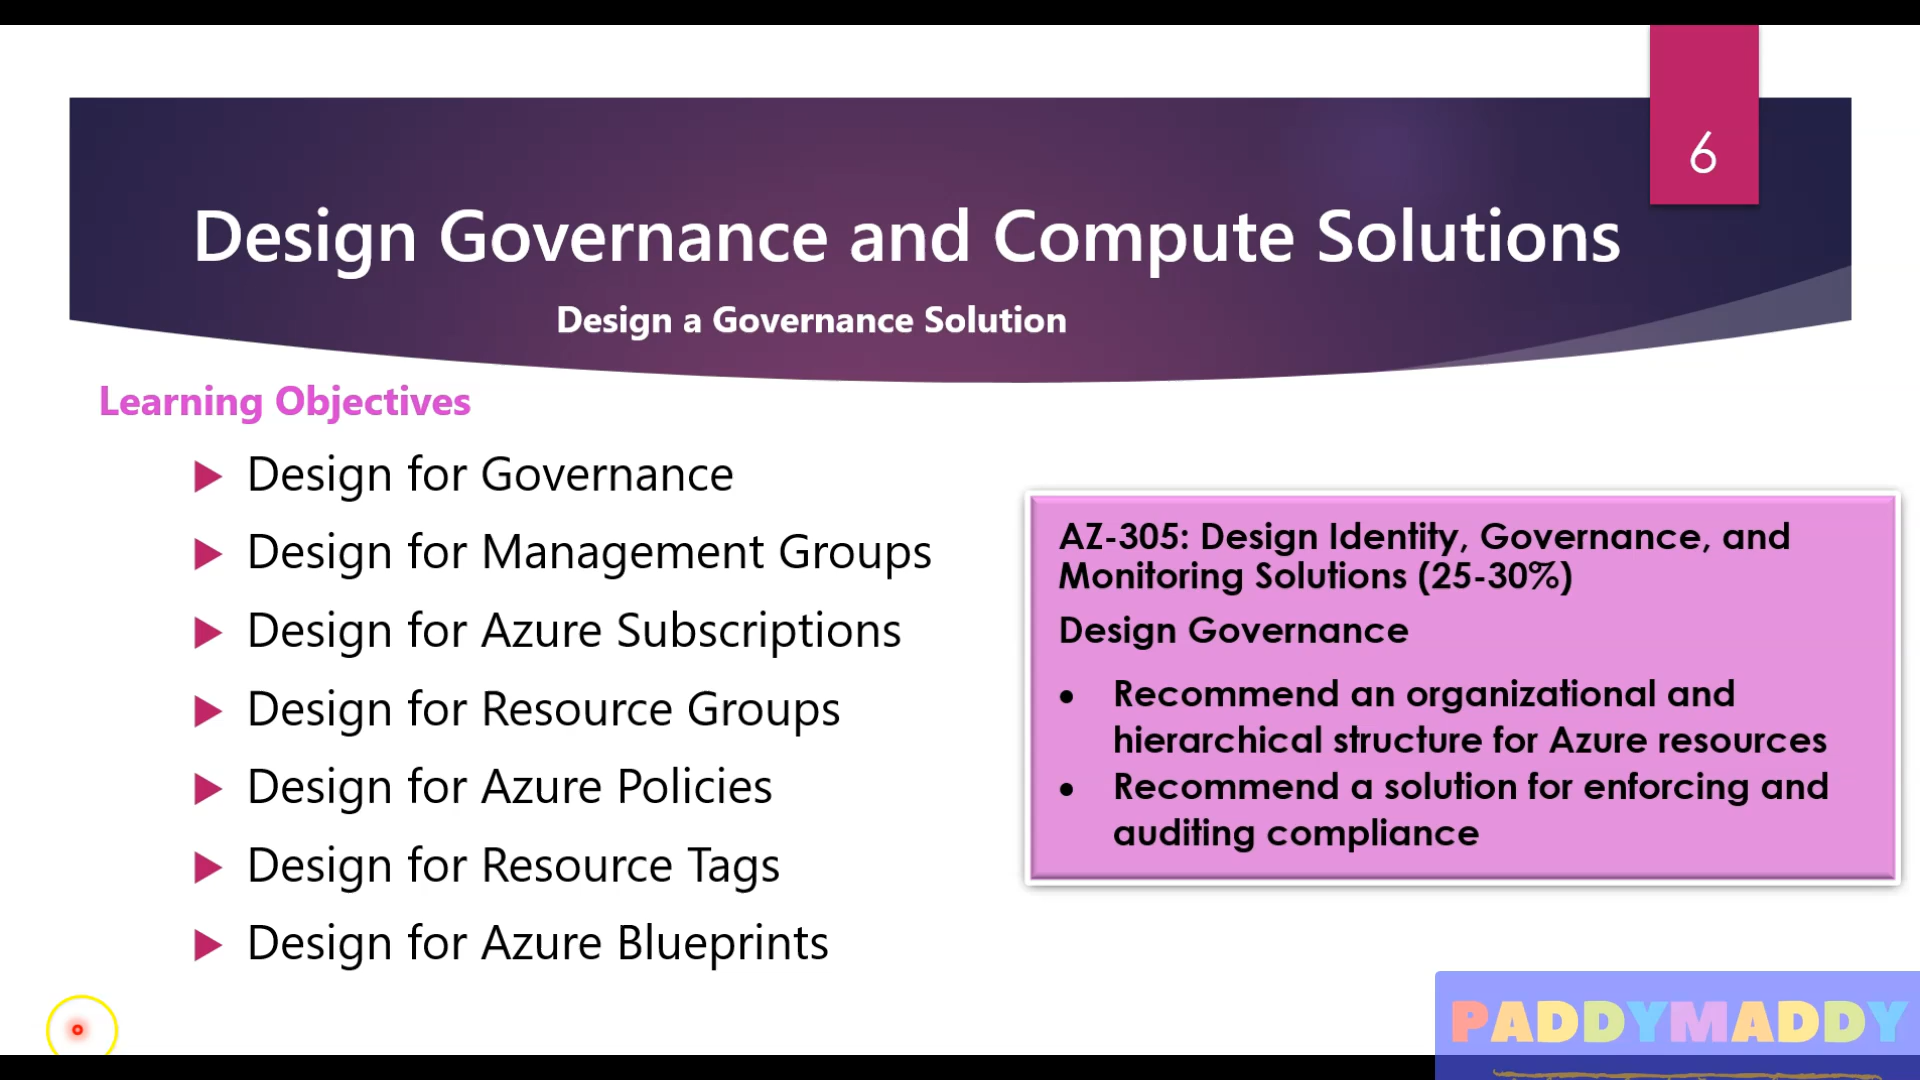 6
Design Governance and Compute Solutions
Design a Governance Solution
Learning Objectives
Design for Governance
Design for Management Groups
Design for Azure Subscriptions
Design for Resource Groups
Design for Azure Policies
Design for Resource Tags
Design for Azure Blueprints
AZ-305: Design Identity, Governance, and
Monitoring Solutions (25-30%)
Design Governance
• Recommend an organizational and
hierarchical structure for Azure resources
• Recommend a solution for enforcing and
auditing compliance
PADDYMADDY